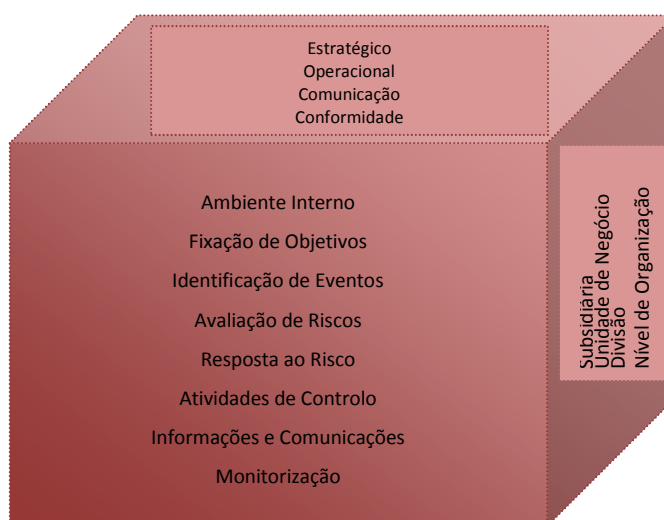 Estratégico
Operacional
Comunicação
Conformidade
Ambiente Interno
Fixação de Objetivos
Identificação de Eventos
Avaliação de Riscos
Resposta ao Risco
Atividades de Controlo
Informações e Comunicações
Monitorização
Subsidiária
Unidade de Negócio
Divisão
Nível de Organização